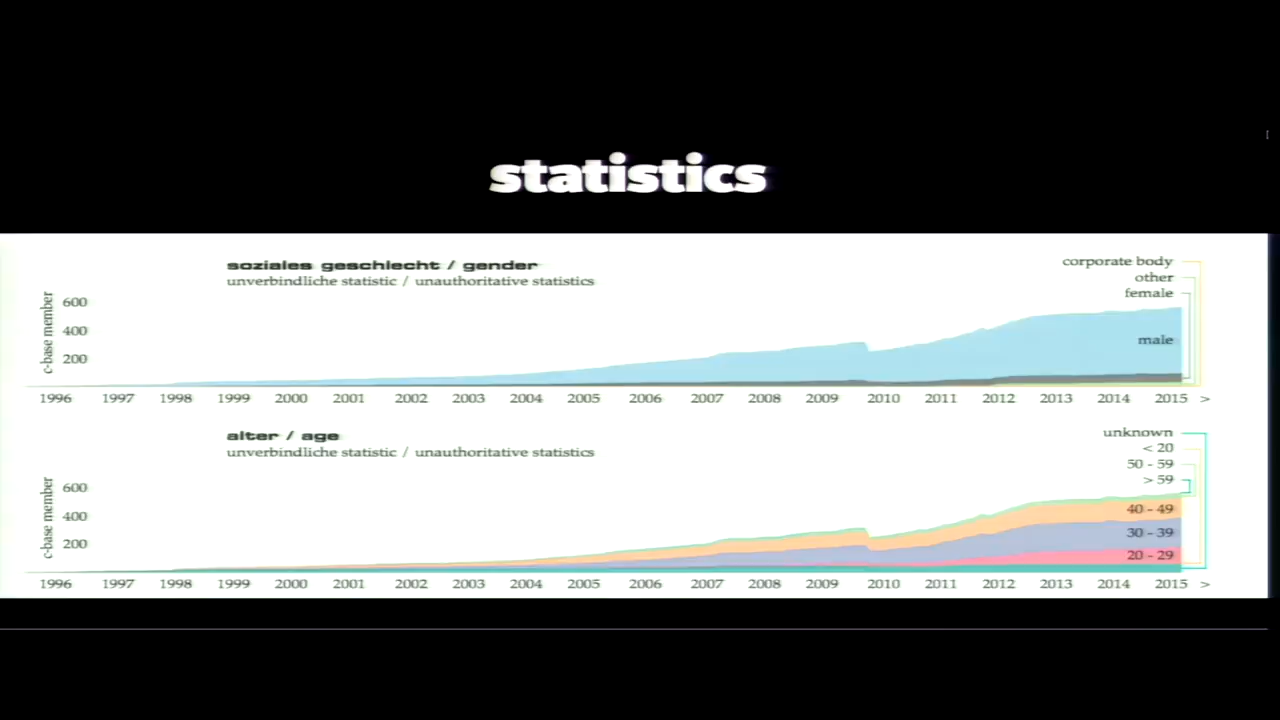 statistics
soziales geschlecht / gender
unverbindliche statistic / unauthoritative statistics
corporate body
other
female
male
c-base member
600
400
200
1996 1997 1998 1999 2000 2001 2002 2003 2004 2005 2006 2007 2008 2009 2010 2011 2012 2013 2014 2015 >
alter / age
unverbindliche statistic / unauthoritative statistics
unknown
< 20
50 - 59
> 59
40 - 49
30 - 39
20 - 29
c-base member
600
400
200
1996 1997 1998 1999 2000 2001 2002 2003 2004 2005 2006 2007 2008 2009 2010 2011 2012 2013 2014 2015 >